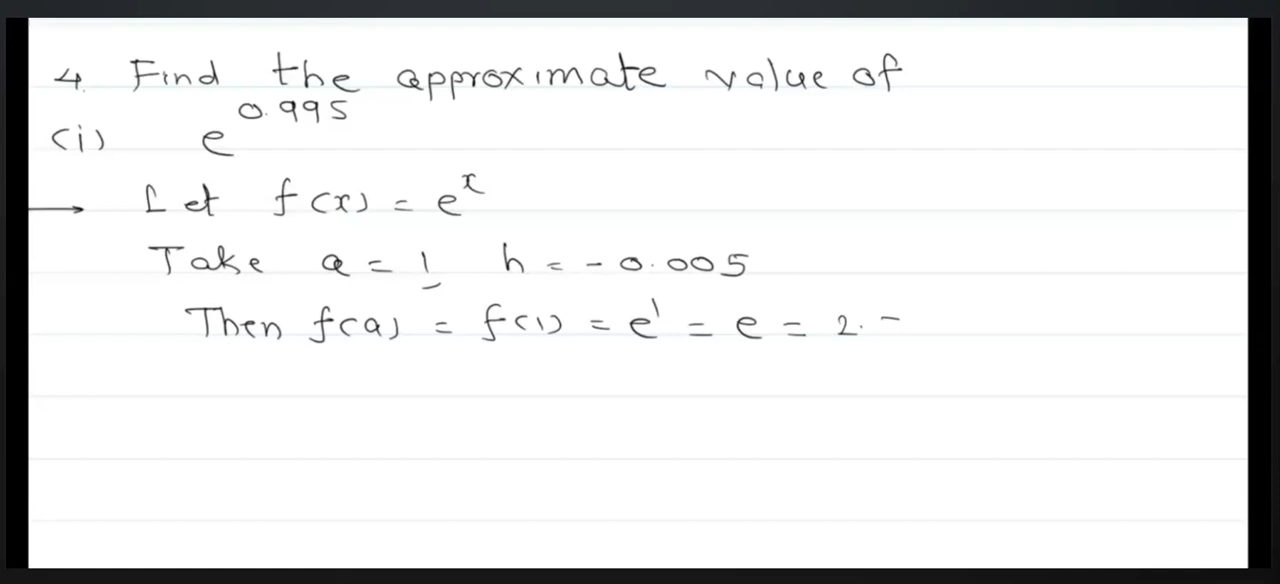 4. Find the approximate value of
(i) e^0.995
→ Let f(x) = e^x
Take a = 1, h = - 0.005
Then f(a) = f(1) = e^1 = e = 2.